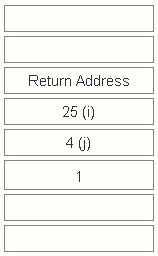 Return Address
25 (i)
4 (j)
1